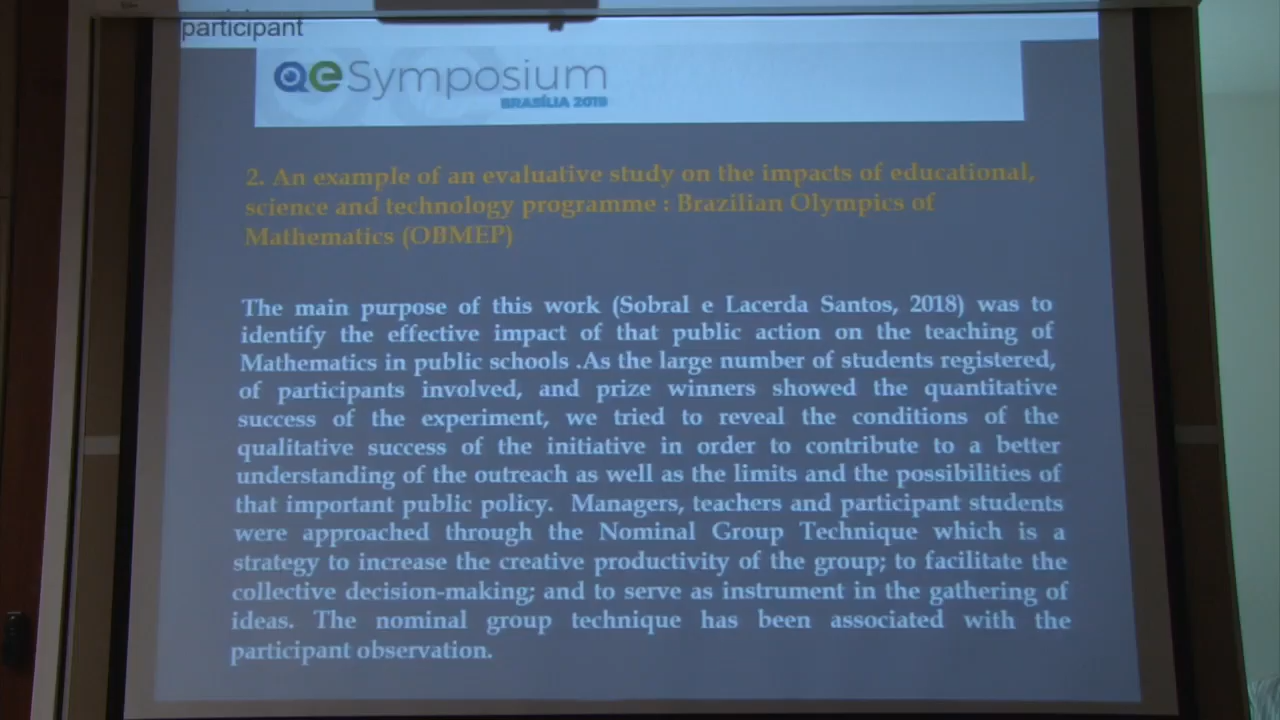 participant
ae Symposium
BRASÍLIA 2019
2. An example of an evaluative study on the impacts of educational,
science and technology programme : Brazilian Olympics of
Mathematics (OBMEP)
The main purpose of this work (Sobral e Lacerda Santos, 2018) was to
identify the effective impact of that public action on the teaching of
Mathematics in public schools .As the large number of students registered,
of participants involved, and prize winners showed the quantitative
success of the experiment, we tried to reveal the conditions of the
qualitative success of the initiative in order to contribute to a better
understanding of the outreach as well as the limits and the possibilities of
that important public policy. Managers, teachers and participant students
were approached through the Nominal Group Technique which is a
strategy to increase the creative productivity of the group; to facilitate the
collective decision-making; and to serve as instrument in the gathering of
ideas. The nominal group technique has been associated with the
participant observation.